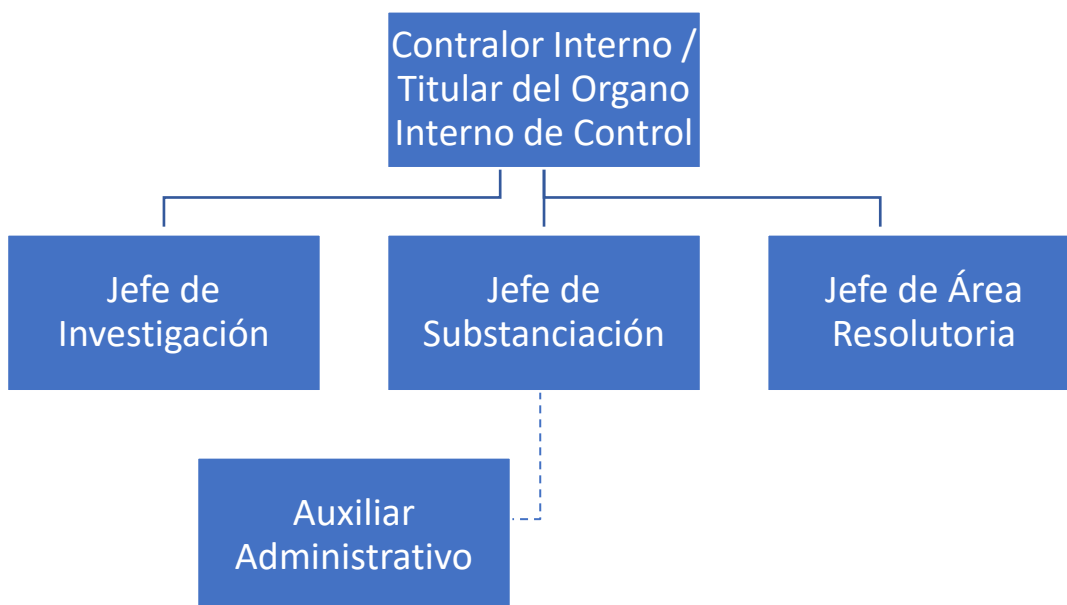 Contralor Interno /
Titular del Organo
Interno de Control
Jefe de
Investigación
Jefe de
Substanciación
Jefe de Área
Resolutoria
Auxiliar
Administrativo